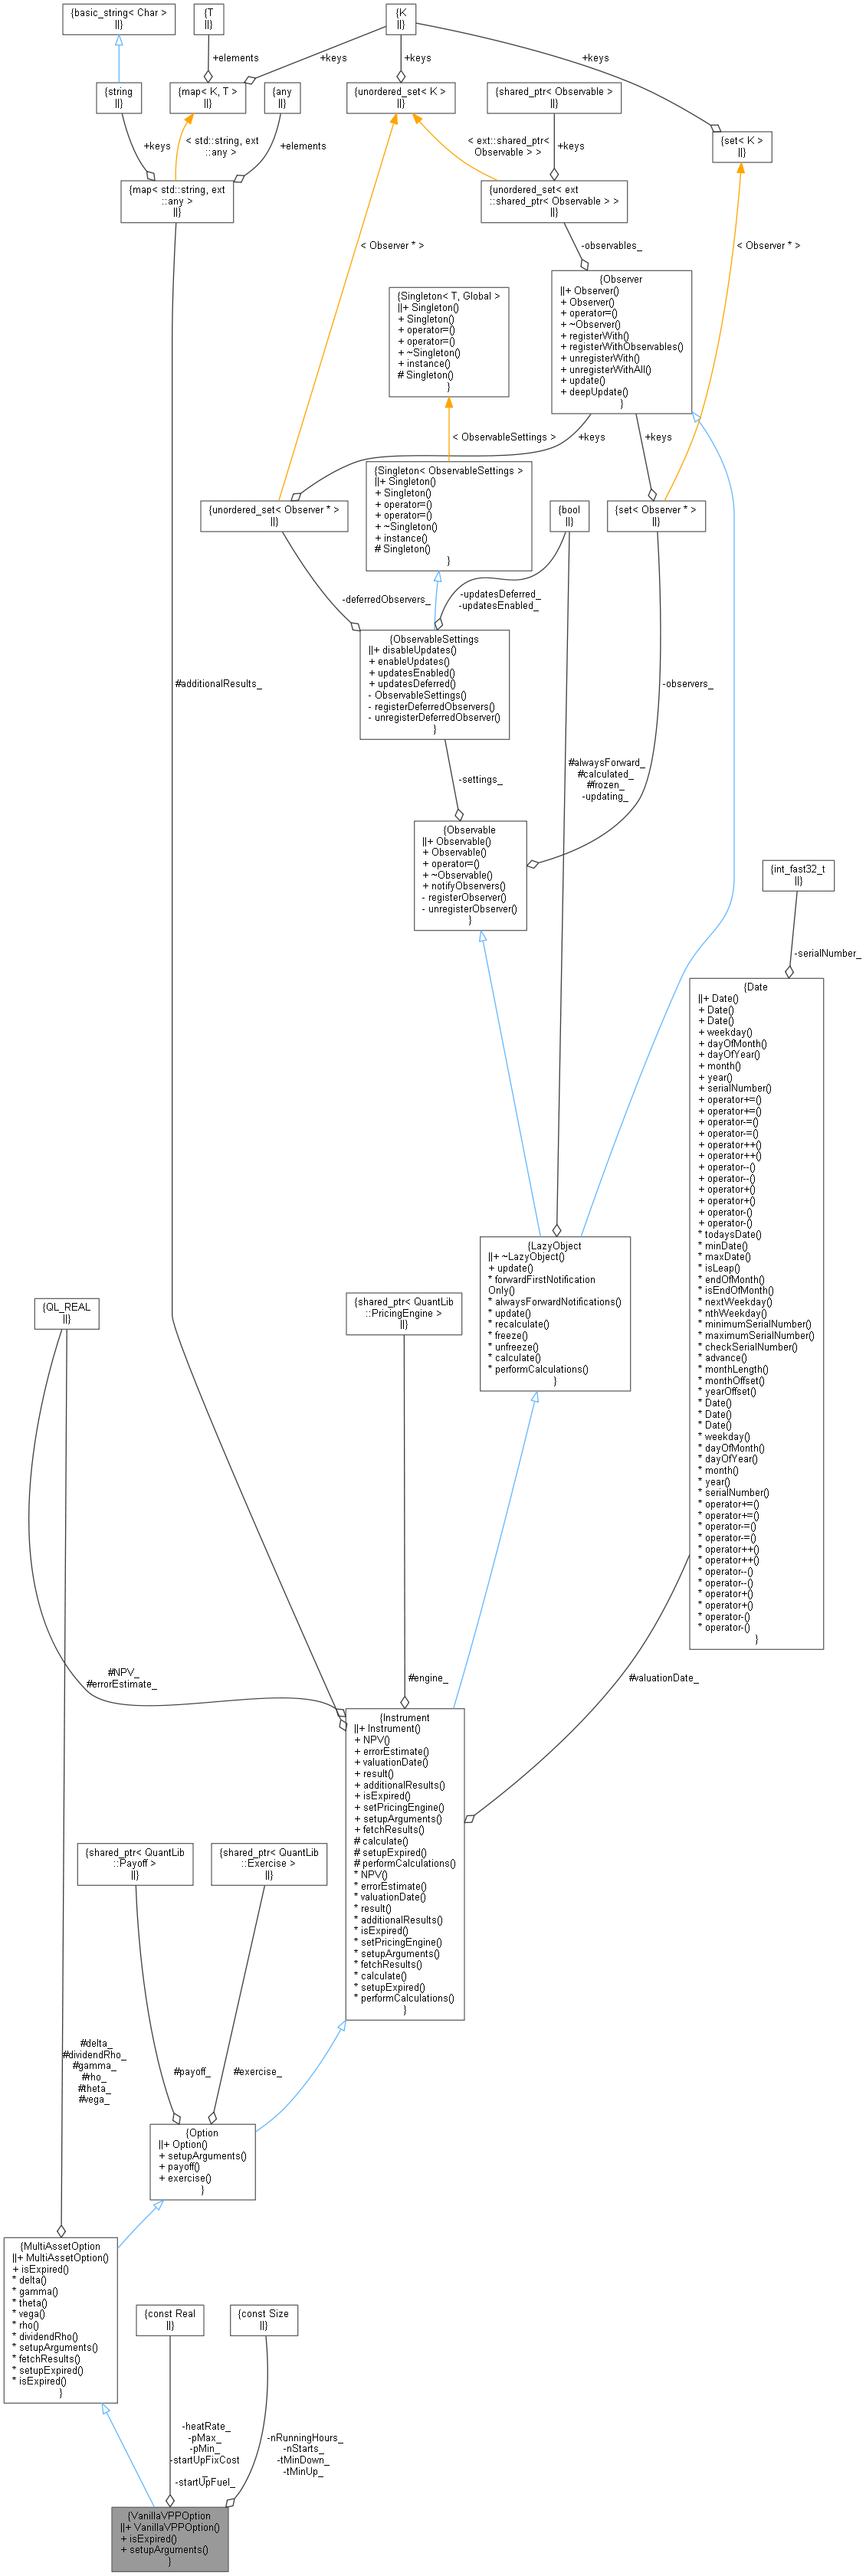 {basic_string< Char >
||}
{T
||}
{K
||}
+elements
+keys
+keys
+keys
{string
||}
{map< K, T >
||}
{any
||}
{unordered_set< K >
||}
{shared_ptr< Observable >
||}
{set< K >
||}
+keys
< std::string, ext
::any >
+elements
< ext::shared_ptr<
Observable > >
+keys
{map< std::string, ext
::any >
||}
{unordered_set< ext
::shared_ptr< Observable > >
||}
< Observer * >
-observables_
< Observer * >
{Observer
||+ Observer()
+ Observer()
+ operator=()
+ ~Observer()
+ registerWith()
+ registerWithObservables()
+ unregisterWith()
+ unregisterWithAll()
+ update()
+ deepUpdate()
}
{Singleton< T, Global >
||+ Singleton()
+ Singleton()
+ operator=()
+ operator=()
+ ~Singleton()
+ instance()
# Singleton()
}
< ObservableSettings >
+keys
+keys
{Singleton< ObservableSettings >
||+ Singleton()
+ Singleton()
+ operator=()
+ operator=()
+ ~Singleton()
+ instance()
# Singleton()
}
{unordered_set< Observer * >
||}
{bool
||}
{set< Observer * >
||}
-deferredObservers_
-updatesDeferred_
-updatesEnabled_
{ObservableSettings
||+ disableUpdates()
+ enableUpdates()
+ updatesEnabled()
+ updatesDeferred()
- ObservableSettings()
- registerDeferredObservers()
- unregisterDeferredObserver()
}
#additionalResults_
-observers_
-settings_
#alwaysForward_
#calculated_
#frozen_
-updating_
{Observable
||+ Observable()
+ Observable()
+ operator=()
+ ~Observable()
+ notifyObservers()
- registerObserver()
- unregisterObserver()
}
{int_fast32_t
||}
-serialNumber_
{Date
||+ Date()
+ Date()
+ Date()
+ weekday()
+ dayOfMonth()
+ dayOfYear()
+ month()
+ year()
+ serialNumber()
+ operator+=()
+ operator+=()
+ operator-=()
+ operator-=()
+ operator++()
+ operator++()
+ operator--()
+ operator--()
+ operator+()
+ operator+()
+ operator-()
+ operator-()
* todaysDate()
* minDate()
* maxDate()
* isLeap()
* endOfMonth()
* isEndOfMonth()
* nextWeekday()
* nthWeekday()
* minimumSerialNumber()
* maximumSerialNumber()
* checkSerialNumber()
* advance()
* monthLength()
* monthOffset()
* yearOffset()
* Date()
* Date()
* Date()
* weekday()
* dayOfMonth()
* dayOfYear()
* month()
* year()
* serialNumber()
* operator+=()
* operator+=()
* operator-=()
* operator-=()
* operator++()
* operator++()
* operator--()
* operator--()
* operator+()
* operator+()
* operator-()
* operator-()
}
{LazyObject
||+ ~LazyObject()
+ update()
* forwardFirstNotification
Only()
* alwaysForwardNotifications()
* update()
* recalculate()
* freeze()
* unfreeze()
* calculate()
* performCalculations()
}
{QL_REAL
||}
{shared_ptr< QuantLib
::PricingEngine >
||}
#NPV_
#errorEstimate_
#engine_
#valuationDate_
{Instrument
||+ Instrument()
+ NPV()
+ errorEstimate()
+ valuationDate()
+ result()
+ additionalResults()
+ isExpired()
+ setPricingEngine()
+ setupArguments()
+ fetchResults()
# calculate()
# setupExpired()
# performCalculations()
* NPV()
* errorEstimate()
* valuationDate()
* result()
* additionalResults()
* isExpired()
* setPricingEngine()
* setupArguments()
* fetchResults()
* calculate()
* setupExpired()
* performCalculations()
}
{shared_ptr< QuantLib
::Payoff >
||}
{shared_ptr< QuantLib
::Exercise >
||}
#delta_
#dividendRho_
#gamma_
#rho_
#theta_
#vega_
#payoff_
#exercise_
{Option
||+ Option()
+ setupArguments()
+ payoff()
+ exercise()
}
{MultiAssetOption
||+ MultiAssetOption()
+ isExpired()
* delta()
* gamma()
* theta()
* vega()
* rho()
* dividendRho()
* setupArguments()
* fetchResults()
* setupExpired()
* isExpired()
}
{const Real
||}
{const Size
||}
-heatRate_
-pMax_
-pMin_
-startUpFixCost
_
-startUpFuel_
-nRunningHours_
-nStarts_
-tMinDown_
-tMinUp_
{VanillaVPPOption
||+ VanillaVPPOption()
+ isExpired()
+ setupArguments()
}